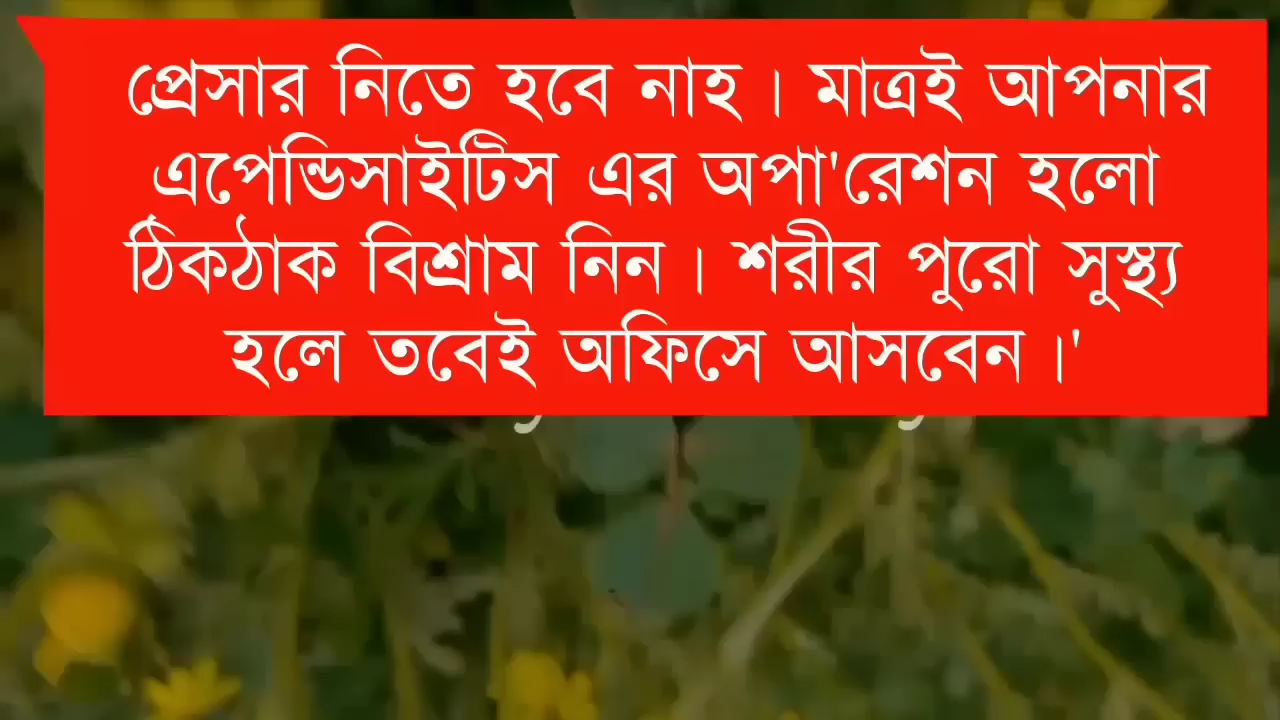 প্রেসার নিতে হবে নাহ । মাত্রই আপনার
এপেন্ডিসাইটিস এর অপা'রেশন হলো
ঠিকঠাক বিশ্রাম নিন । শরীর পুরো সুস্থ্য
হলে তবেই অফিসে আসবেন ।'